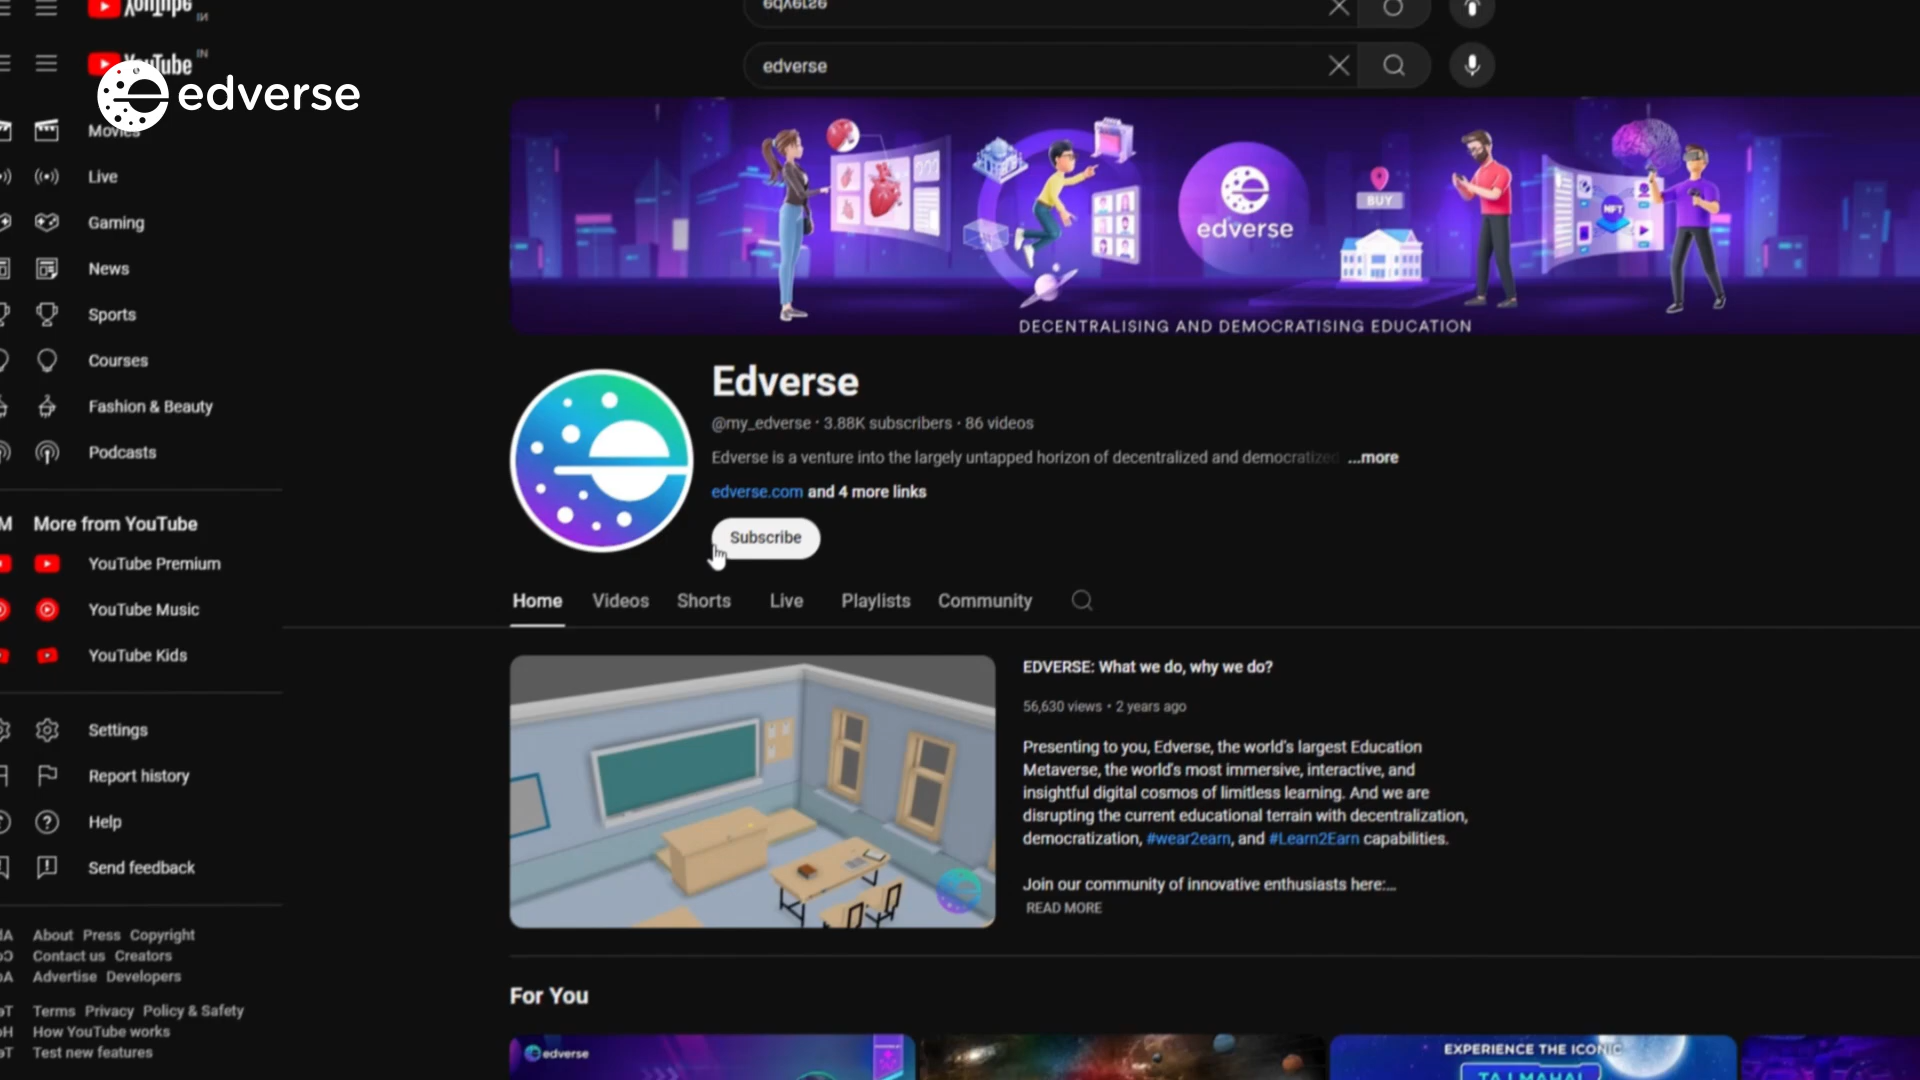 YouTube IN
edverse
edverse
Movies
Live
Gaming
News
Sports
Courses
Fashion & Beauty
Podcasts
More from YouTube
YouTube Premium
YouTube Music
YouTube Kids
Settings
Report history
Help
Send feedback
About Press Copyright
Contact us Creators
Advertise Developers
Terms Privacy Policy & Safety
How YouTube works
Test new features
BUY
NFT
edverse
DECENTRALISING AND DEMOCRATISING EDUCATION
Edverse
@my_edverse · 3.88K subscribers · 86 videos
Edverse is a venture into the largely untapped horizon of decentralized and democratized ...more
edverse.com and 4 more links
Subscribe
Home Videos Shorts Live Playlists Community
EDVERSE: What we do, why we do?
56,630 views · 2 years ago
Presenting to you, Edverse, the world's largest Education
Metaverse, the world's most immersive, interactive, and
insightful digital cosmos of limitless learning. And we are
disrupting the current educational terrain with decentralization,
democratization, #wear2earn, and #Learn2Earn capabilities.
Join our community of innovative enthusiasts here:...
READ MORE
For You
edverse
EXPERIENCE THE ICONIC
TAJ MAHAL